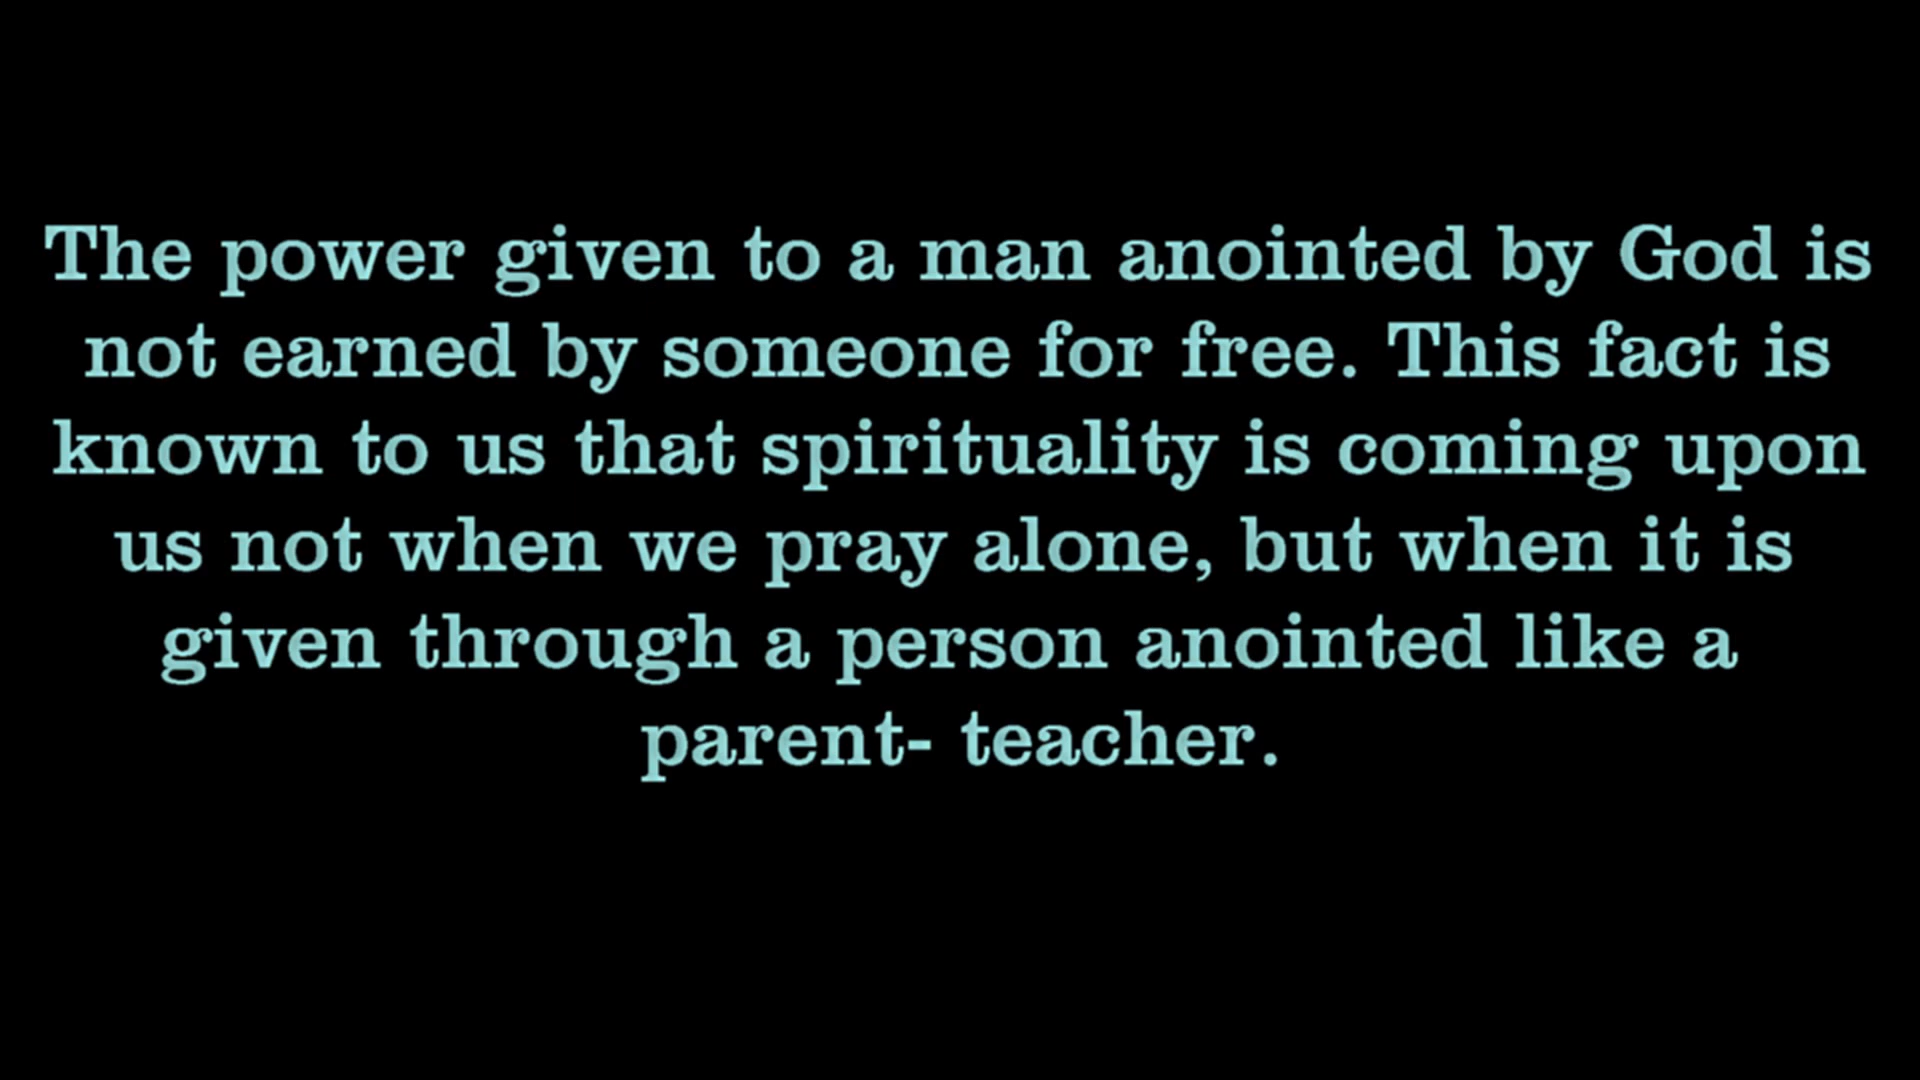 The power given to a man anointed by God is
not earned by someone for free. This fact is
known to us that spirituality is coming upon
us not when we pray alone, but when it is
given through a person anointed like a
parent- teacher.